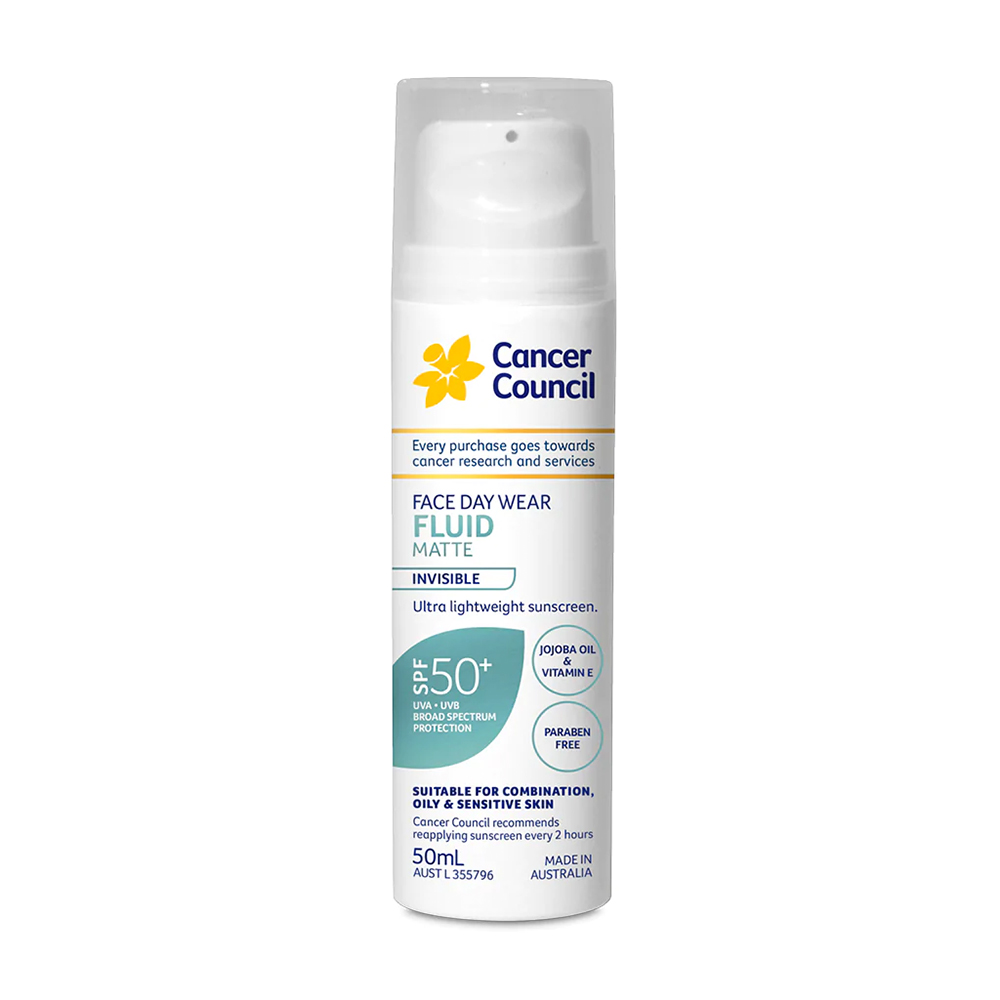 Cancer
Council
Every purchase goes towards
cancer research and services
FACE DAY WEAR
FLUID
MATTE
INVISIBLE
Ultra lightweight sunscreen.
SPF 50+
UVA • UVB
BROAD SPECTRUM
PROTECTION
JOJOBA OIL
&
VITAMIN E
PARABEN
FREE
SUITABLE FOR COMBINATION,
OILY & SENSITIVE SKIN
Cancer Council recommends
reapplying sunscreen every 2 hours
50mL
AUST L 355796
MADE IN
AUSTRALIA